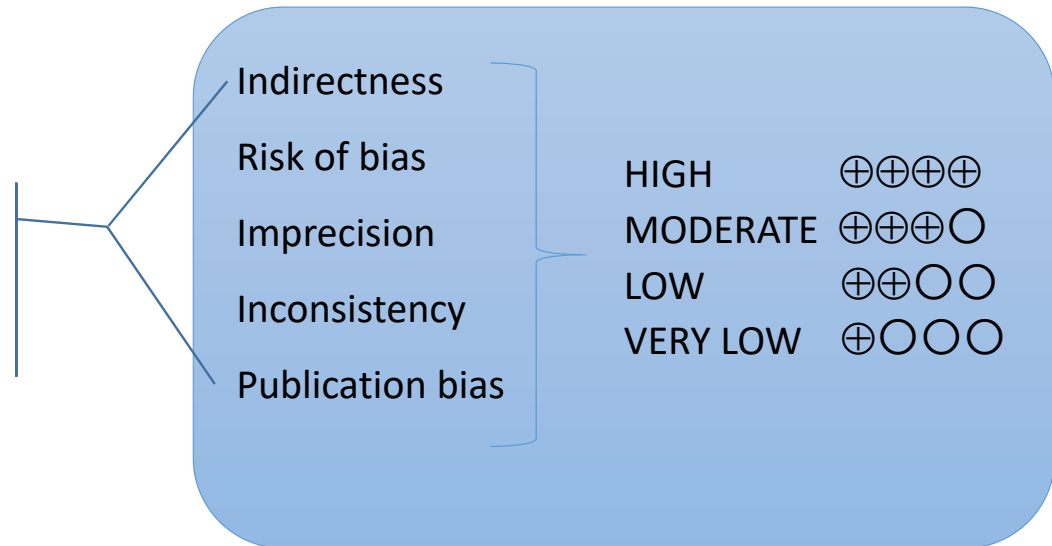 Indirectness
Risk of bias
Imprecision
Inconsistency
Publication bias
HIGH ⊕⊕⊕⊕
MODERATE ⊕⊕⊕◯
LOW ⊕⊕◯◯
VERY LOW ⊕◯◯◯